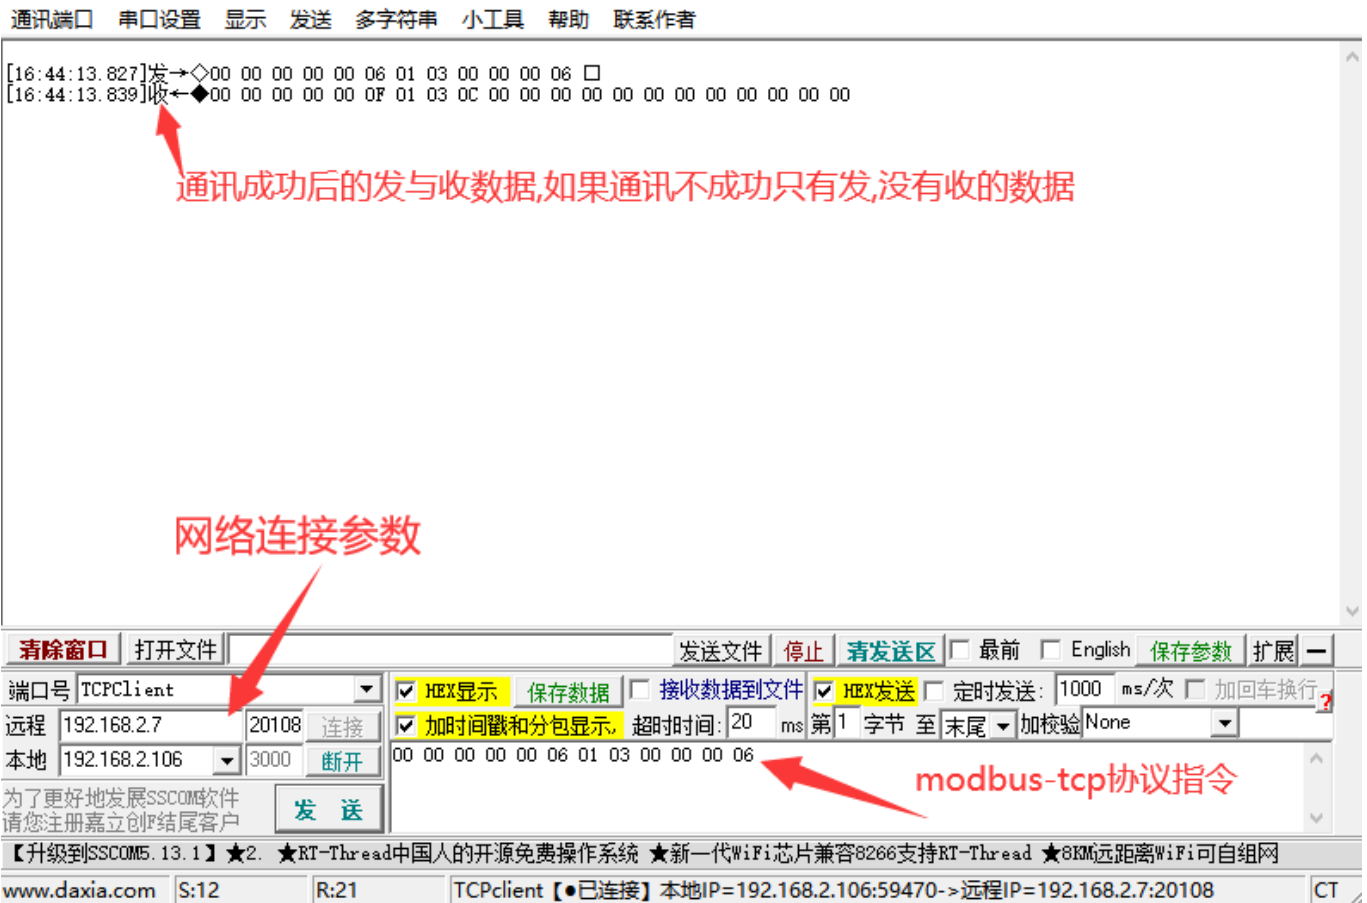 通讯端口 串口设置 显示 发送 多字符串 小工具 帮助 联系作者
[16:44:13.827]发→◇00 00 00 00 00 06 01 03 00 00 00 06 □
[16:44:13.839]收←◆00 00 00 00 00 0F 01 03 0C 00 00 00 00 00 00 00 00 00 00 00 00
通讯成功后的发与收数据,如果通讯不成功只有发,没有收的数据
网络连接参数
清除窗口 打开文件 发送文件 停止 清发送区 最前 English 保存参数 扩展 —
端口号 TCPClient HEX显示 保存数据 接收数据到文件 HEX发送 定时发送: 1000 ms/次 加回车换行 ?
远程 192.168.2.7 20108 连接 加时间戳和分包显示, 超时时间: 20 ms 第1 字节 至 末尾 加校验 None
本地 192.168.2.106 3000 断开 00 00 00 00 00 06 01 03 00 00 00 06
modbus-tcp协议指令
为了更好地发展SSCOM软件
请您注册嘉立创F结尾客户
发 送
【升级到SSCOM5.13.1】★2. ★RT-Thread中国人的开源免费操作系统 ★新一代WiFi芯片兼容8266支持RT-Thread ★8KM远距离WiFi可自组网
www.daxia.com S:12 R:21 TCPclient【●已连接】本地IP=192.168.2.106:59470->远程IP=192.168.2.7:20108 CT